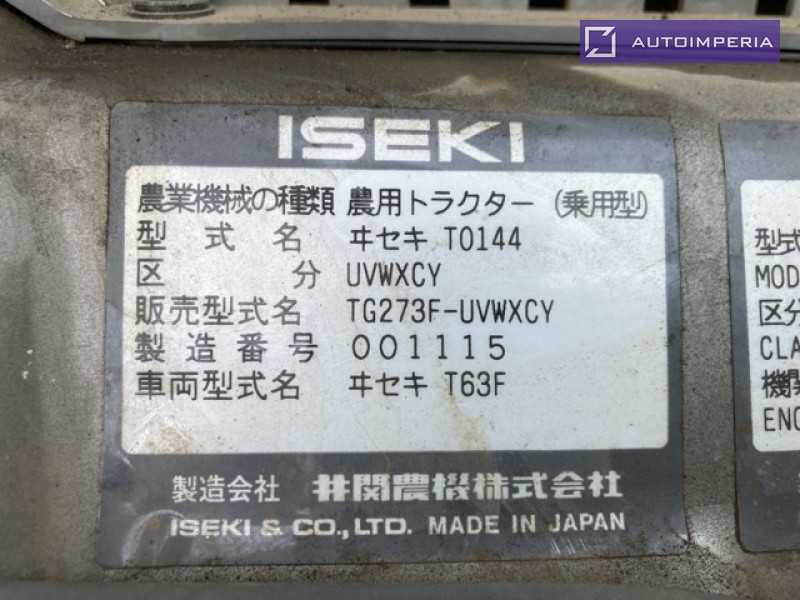 AUTOIMPERIA
ISEKI
農業機械の種類 農用トラクター (乗用型)
型式名 ヰセキ T0144
区分 UVWXCY
販売型式名 TG273F-UVWXCY
製造番号 001115
車両型式名 ヰセキ T63F
製造会社 井関農機株式会社
ISEKI & CO., LTD. MADE IN JAPAN
型式
MOD
区分
CLA
機関
ENG